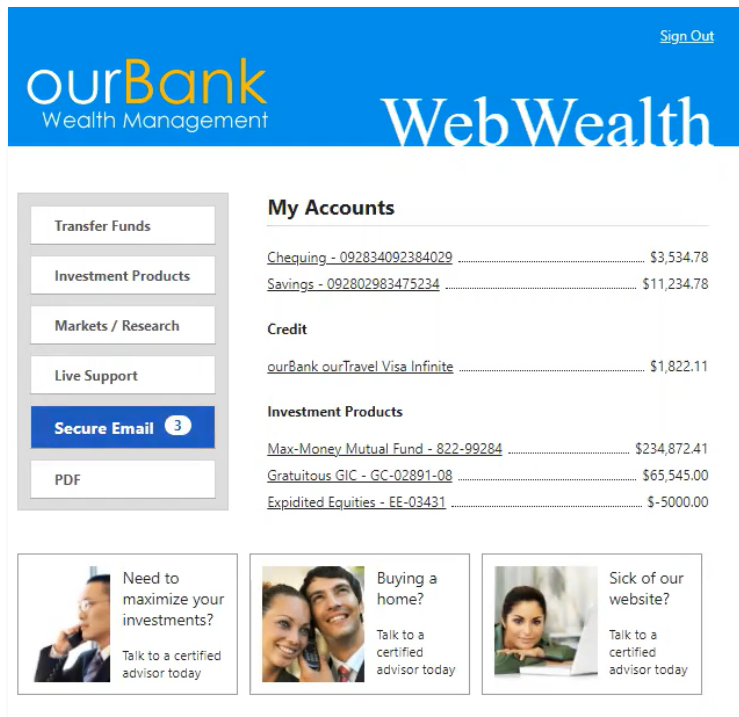 Sign Out
ourBank
Wealth Management
WebWealth
Transfer Funds
Investment Products
Markets / Research
Live Support
Secure Email 3
PDF
My Accounts
Chequing - 092834092384029 $3,534.78
Savings - 092802983475234 $11,234.78
Credit
ourBank ourTravel Visa Infinite $1,822.11
Investment Products
Max-Money Mutual Fund - 822-99284 $234,872.41
Gratuitous GIC - GC-02891-08 $65,545.00
Expidited Equities - EE-03431 $-5000.00
Need to
maximize your
investments?
Talk to a certified
advisor today
Buying a
home?
Talk to a
certified
advisor today
Sick of our
website?
Talk to a
certified
advisor today